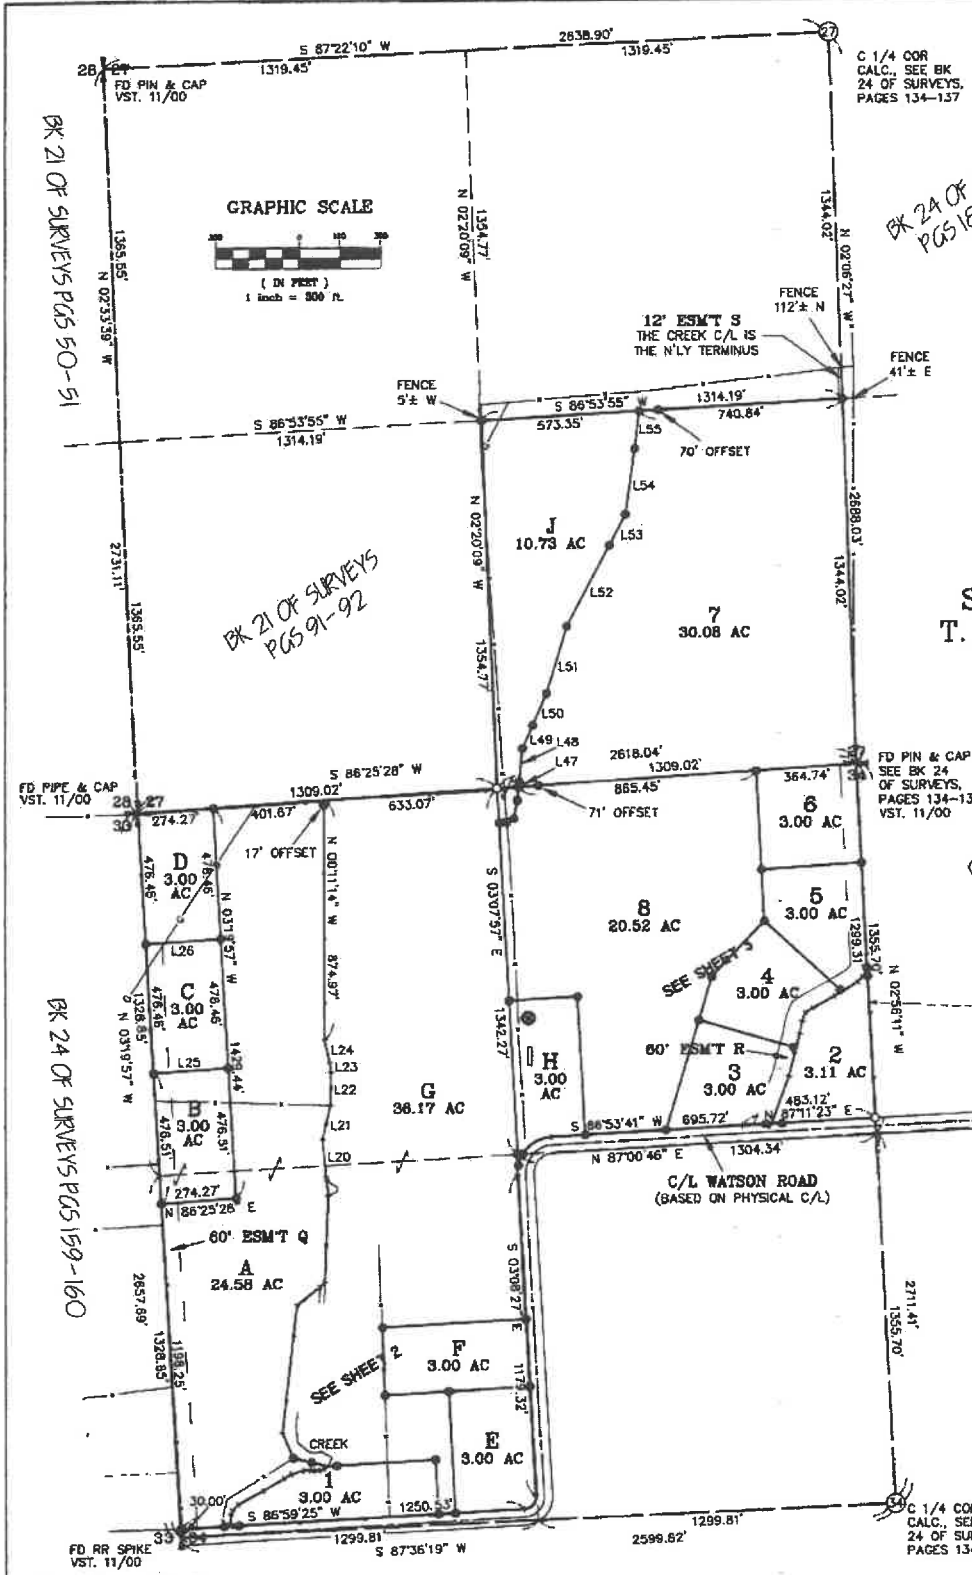 S 87°22'10" W
2638.90'
1319.45'
1319.45'
27
28
FD PIN & CAP
VST. 11/00
C 1/4 COR
CALC., SEE BK
24 OF SURVEYS,
PAGES 134-137
BK 21 OF SURVEYS PGS 50-51
BK 24 OF
GRAPHIC SCALE
( IN FEET )
1 inch = 300 ft.
1365.55'
N 02°53'39" W
1354.77'
N 02°20'09" W
1344.02'
N 02°06'27" W
FENCE
112'± N
12' ESM'T S
THE CREEK C/L IS
THE N'LY TERMINUS
FENCE
41'± E
FENCE
5'± W
S 86°53'55" W
1314.19'
S 86°53'55" W
1314.19'
573.35'
740.84'
L55
70' OFFSET
L54
L53
J
10.73 AC
L52
N 02°20'09" W
2688.03'
1344.02'
2731.11'
1365.55'
BK 21 OF SURVEYS
PGS 91-92
7
30.08 AC
T.
1354.77'
L51
L50
L49
L48
L47
2618.04'
S 86°25'28" W
1309.02'
1309.02'
FD PIPE & CAP
VST. 11/00
28
27
33
274.27'
401.67'
633.07'
865.45'
364.74'
71' OFFSET
17' OFFSET
FD PIN & CAP
SEE BK 24
OF SURVEYS,
PAGES 134-13
VST. 11/00
6
3.00 AC
D
3.00
AC
476.46'
476.46'
N 03°19'57" W
N 00°11'14" W
874.97'
S 03°07'57" E
8
20.52 AC
5
3.00 AC
L26
SEE SHEET 3
4
3.00 AC
1299.31'
1355.70'
N 02°56'11" W
C
3.00
AC
476.46'
476.46'
1328.85'
N 03°19'57" W
1342.27'
L25
1429.44'
L24
L23
L22
L21
L20
H
3.00
AC
60' ESM'T R
3
3.00 AC
2
3.11 AC
G
36.17 AC
B
3.00
AC
476.51'
476.51'
S 86°53'41" W
695.72'
483.12'
N 87°11'23" E
N 87°00'46" E
1304.34'
C/L WATSON ROAD
(BASED ON PHYSICAL C/L)
274.27'
N 86°25'28" E
60' ESM'T Q
A
24.58 AC
BK 24 OF SURVEYS PGS 159-160
2657.69'
1328.85'
1198.25'
S 03°08'27" E
1179.32'
2711.41'
1355.70'
F
3.00 AC
SEE SHEET 2
E
3.00 AC
CREEK
1
3.00 AC
30.00'
S 86°59'25" W
1250.53'
33
34
34
FD RR SPIKE
VST. 11/00
1299.81'
S 87°36'19" W
2599.62'
1299.81'
C 1/4 CO
CALC., SE
24 OF SU
PAGES 13